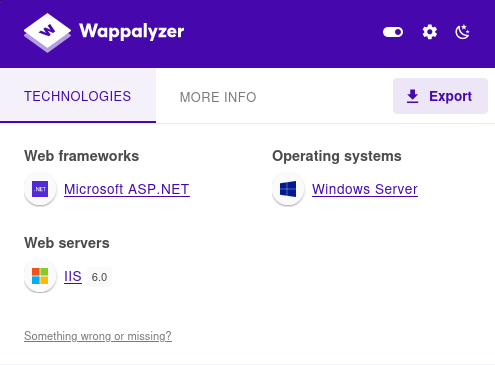 Wappalyzer
TECHNOLOGIES
MORE INFO
Export
Web frameworks
Microsoft ASP.NET
Operating systems
Windows Server
Web servers
IIS 6.0
Something wrong or missing?